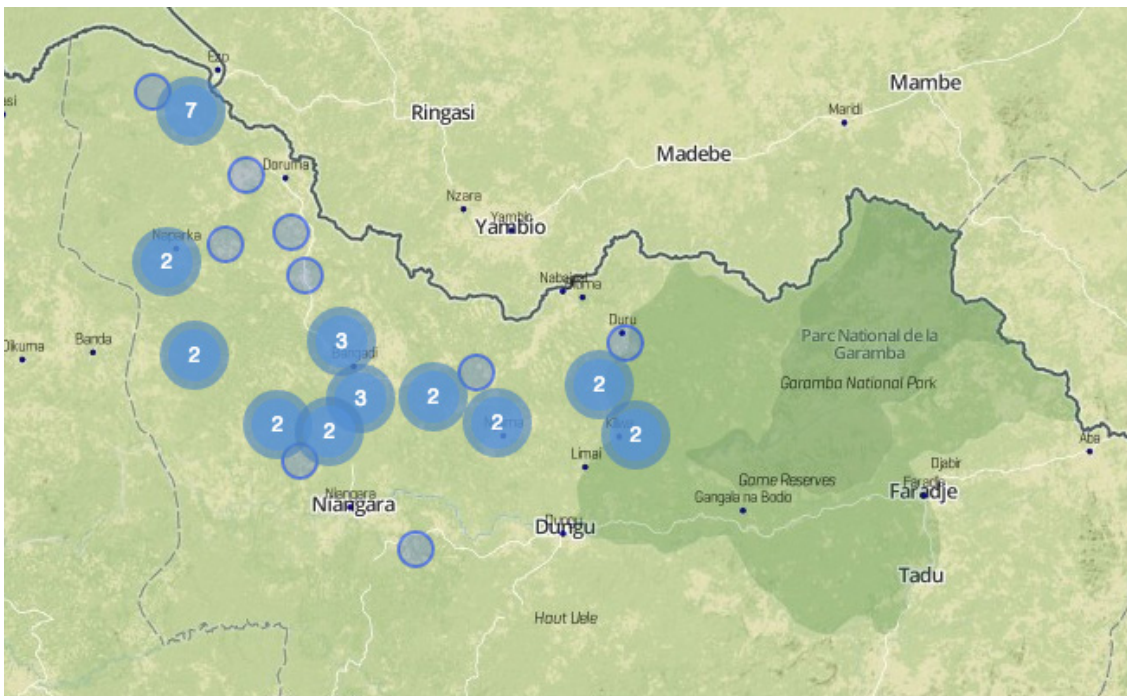 Ezo
asi
7
Mambe
Ringasi
Maridi
Madebe
Doruma
Nzara
Yambio
Yambio
Naparka
2
Duru
Parc National de la
Garamba
Garamba National Park
Dikuma
Banda
2
3
Bangadi
3
2
2
2
2
2
2
Limai
Aba
Djabir
Game Reserves
Faradje
Faradje
Gangala na Bodio
Niangara
Niangara
Dungu
Dungu
Tadu
Haut Uele